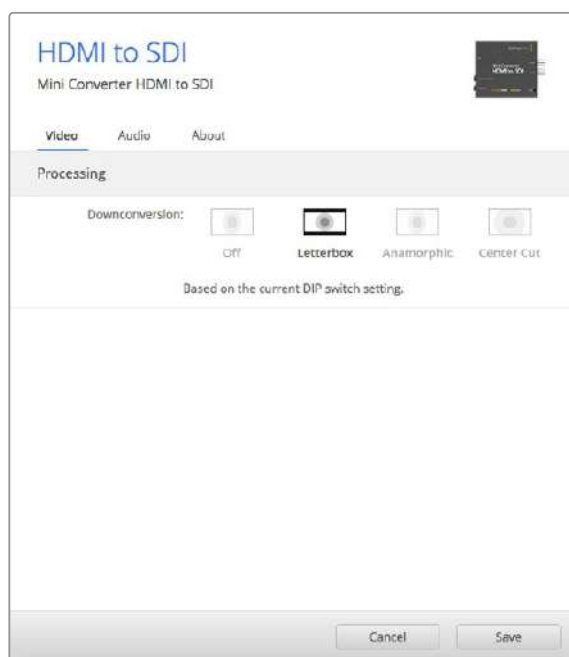 HDMI to SDI
Mini Converter HDMI to SDI
Video Audio About
Processing
Downconversion:
Off Letterbox Anamorphic Center Cut
Based on the current DIP switch setting.
Cancel Save